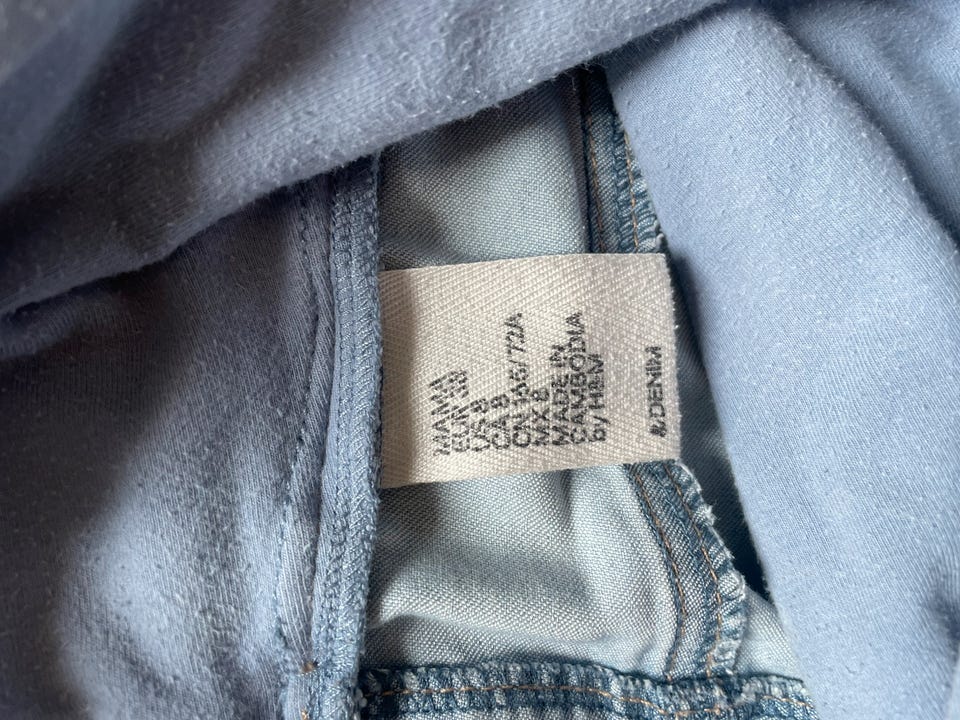 MAMA
EUR 38
US 8
CA 8
CN 165/72A
MX 8
MADE IN
CAMBODIA
by H&M
&DENIM